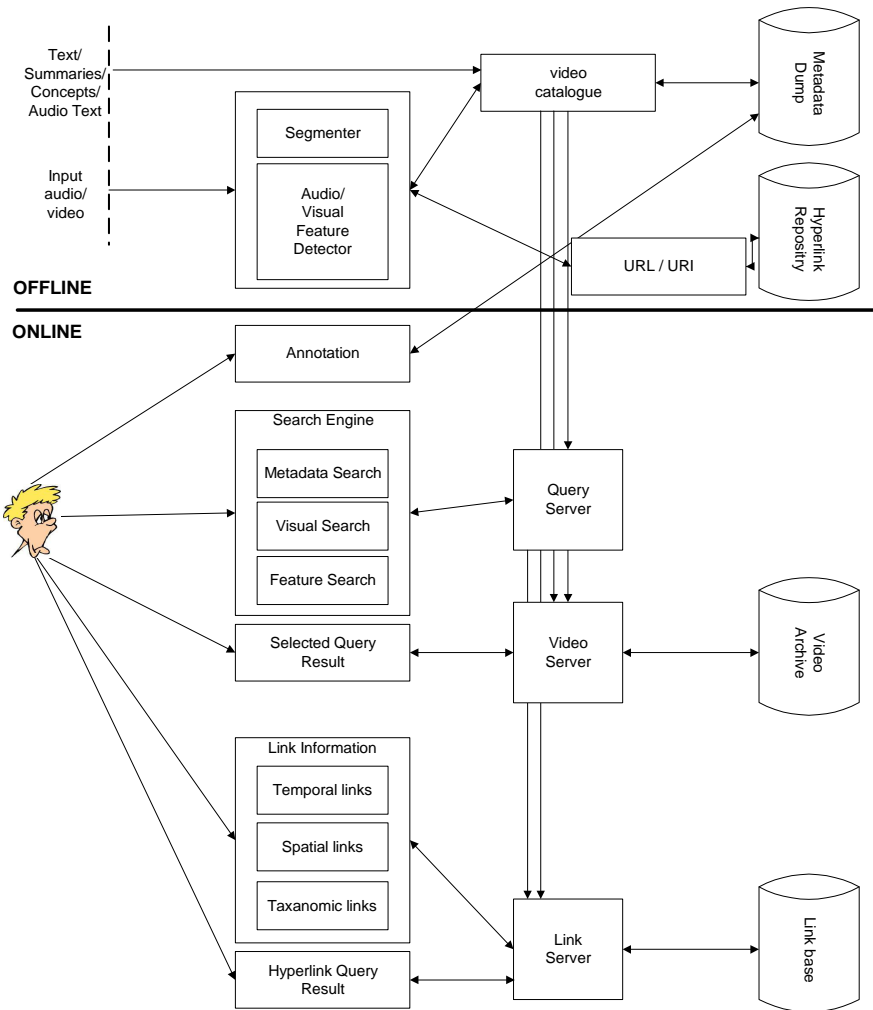 Text/
Summaries/
Concepts/
Audio Text
video
catalogue
Metadata
Dump
Segmenter
Input
audio/
video
Audio/
Visual
Feature
Detector
URL / URI
Hyperlink
Repositry
OFFLINE
ONLINE
Annotation
Search Engine
Metadata Search
Visual Search
Feature Search
Query
Server
Selected Query
Result
Video
Server
Video
Archive
Link Information
Temporal links
Spatial links
Taxanomic links
Link
Server
Link base
Hyperlink Query
Result